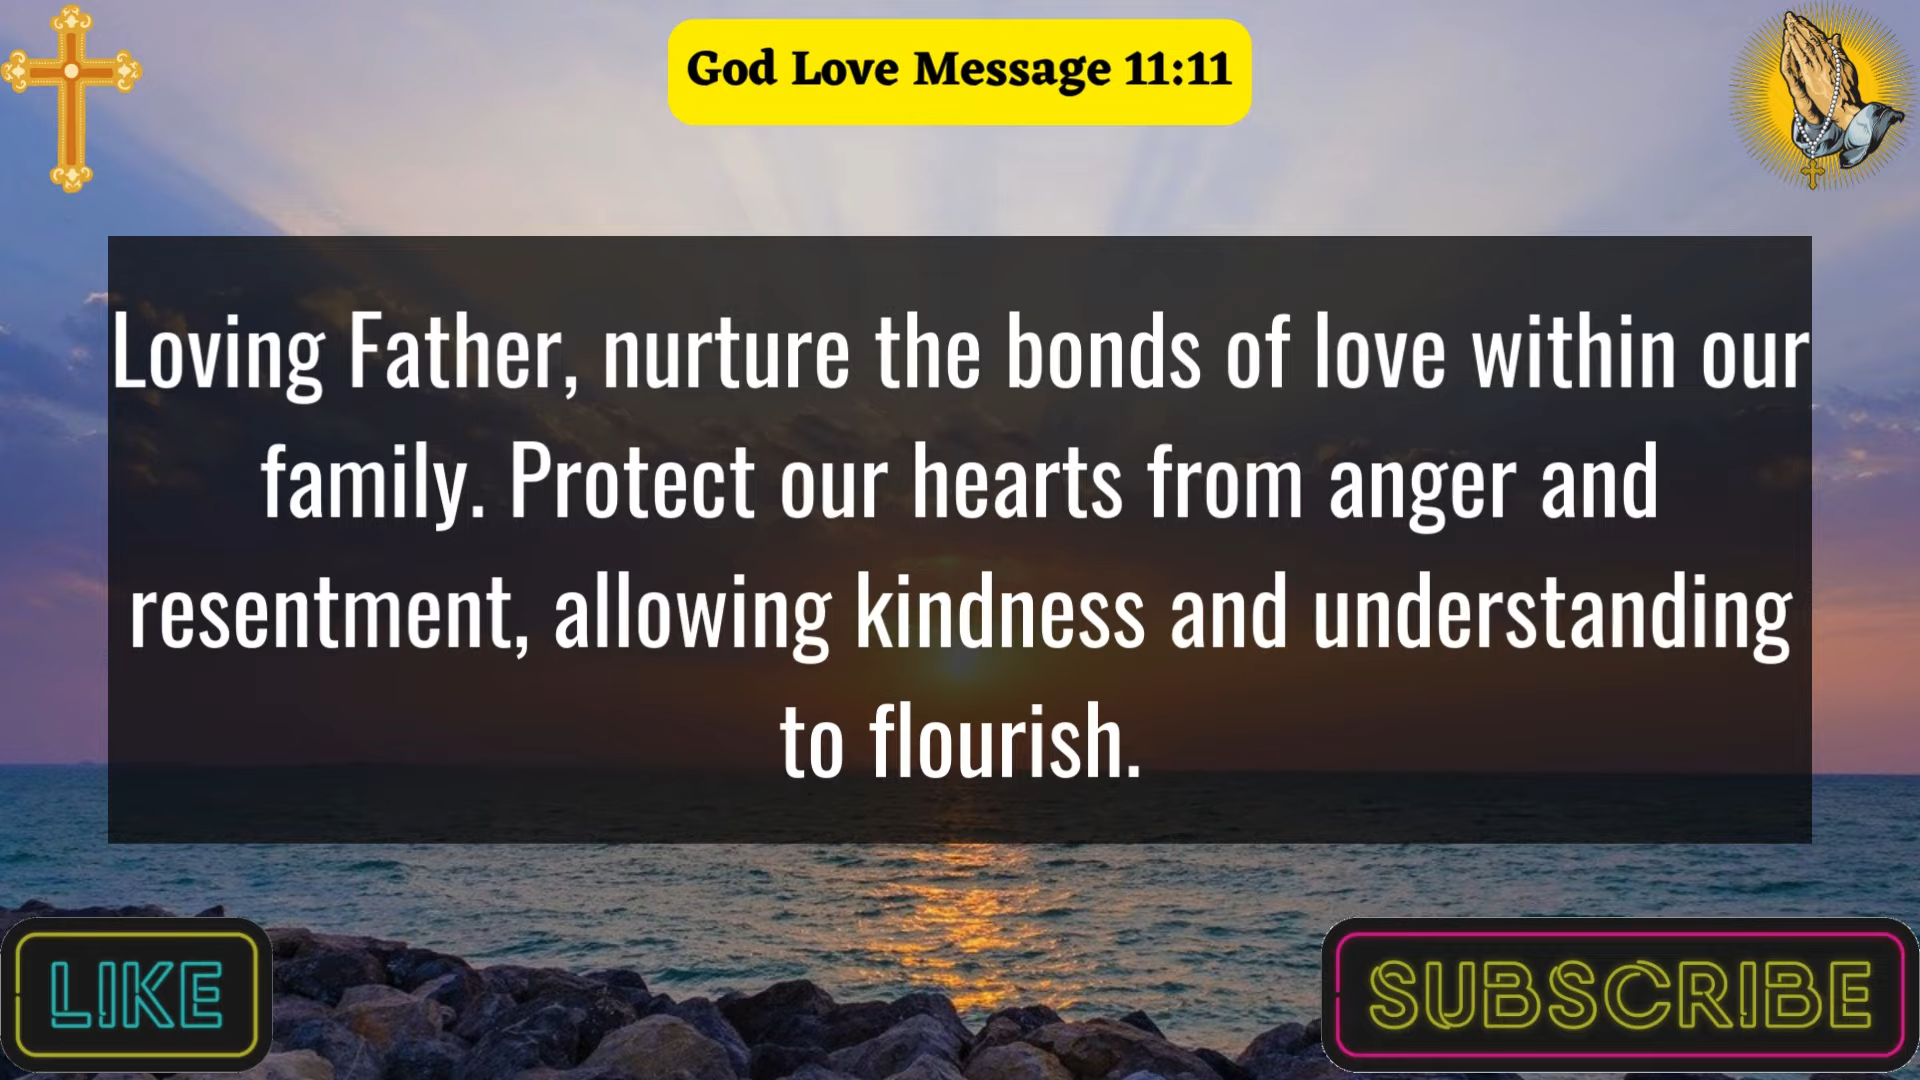 God Love Message 11:11
Loving Father, nurture the bonds of love within our
family. Protect our hearts from anger and
resentment, allowing kindness and understanding
to flourish.
LIKE
SUBSCRIBE